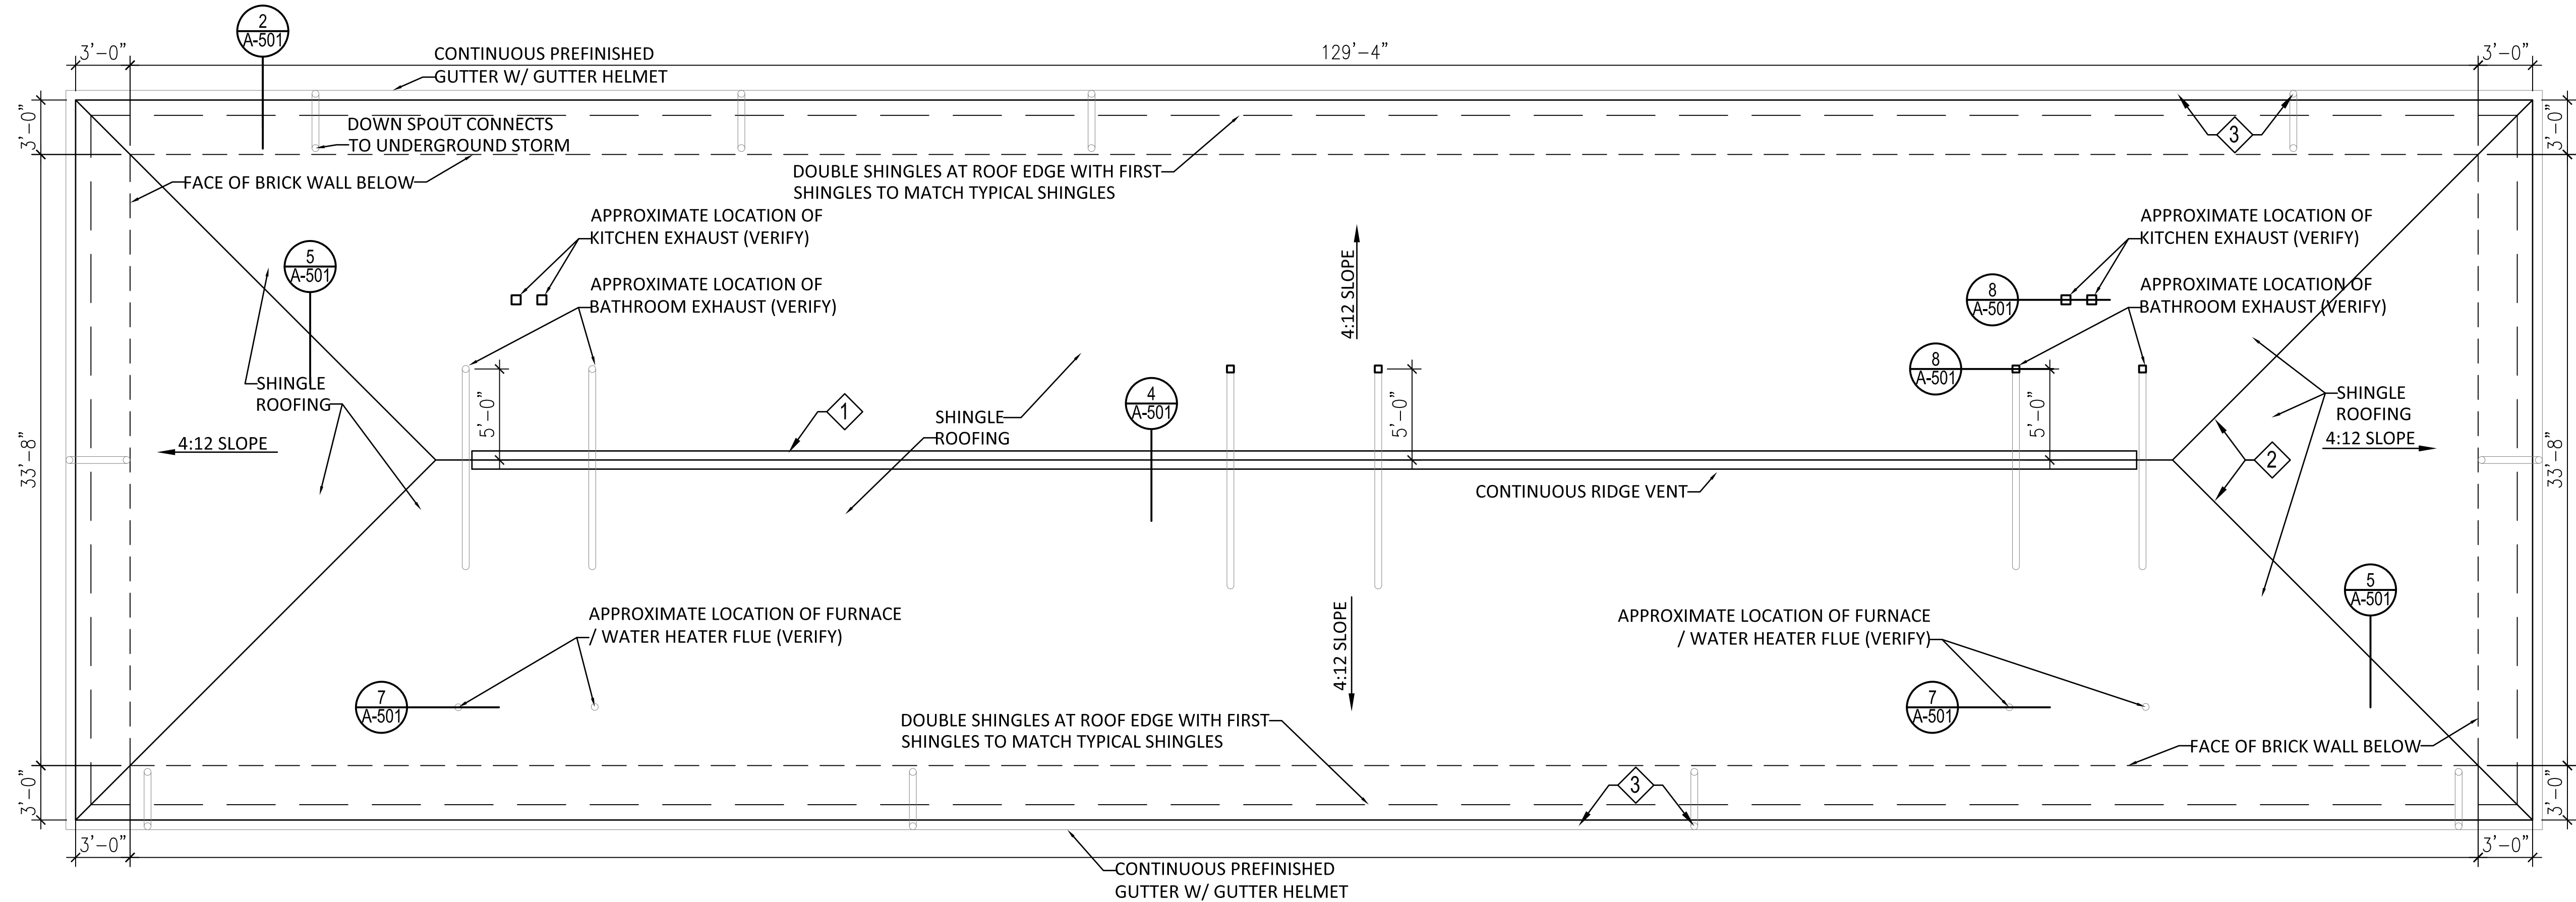 2
A-501
3'-0"
CONTINUOUS PREFINISHED
GUTTER W/ GUTTER HELMET
129'-4"
3'-0"
3'-0"
DOWN SPOUT CONNECTS
TO UNDERGROUND STORM
3
3'-0"
FACE OF BRICK WALL BELOW
DOUBLE SHINGLES AT ROOF EDGE WITH FIRST
SHINGLES TO MATCH TYPICAL SHINGLES
APPROXIMATE LOCATION OF
KITCHEN EXHAUST (VERIFY)
APPROXIMATE LOCATION OF
KITCHEN EXHAUST (VERIFY)
5
A-501
4:12 SLOPE
APPROXIMATE LOCATION OF
BATHROOM EXHAUST (VERIFY)
8
A-501
APPROXIMATE LOCATION OF
BATHROOM EXHAUST (VERIFY)
8
A-501
SHINGLE
ROOFING
5'-0"
1
SHINGLE
ROOFING
4
A-501
5'-0"
5'-0"
SHINGLE
ROOFING
4:12 SLOPE
33'-8"
4:12 SLOPE
2
33'-8"
CONTINUOUS RIDGE VENT
5
A-501
APPROXIMATE LOCATION OF FURNACE
/ WATER HEATER FLUE (VERIFY)
4:12 SLOPE
APPROXIMATE LOCATION OF FURNACE
/ WATER HEATER FLUE (VERIFY)
7
A-501
7
A-501
DOUBLE SHINGLES AT ROOF EDGE WITH FIRST
SHINGLES TO MATCH TYPICAL SHINGLES
FACE OF BRICK WALL BELOW
3'-0"
3
3'-0"
3'-0"
3'-0"
CONTINUOUS PREFINISHED
GUTTER W/ GUTTER HELMET